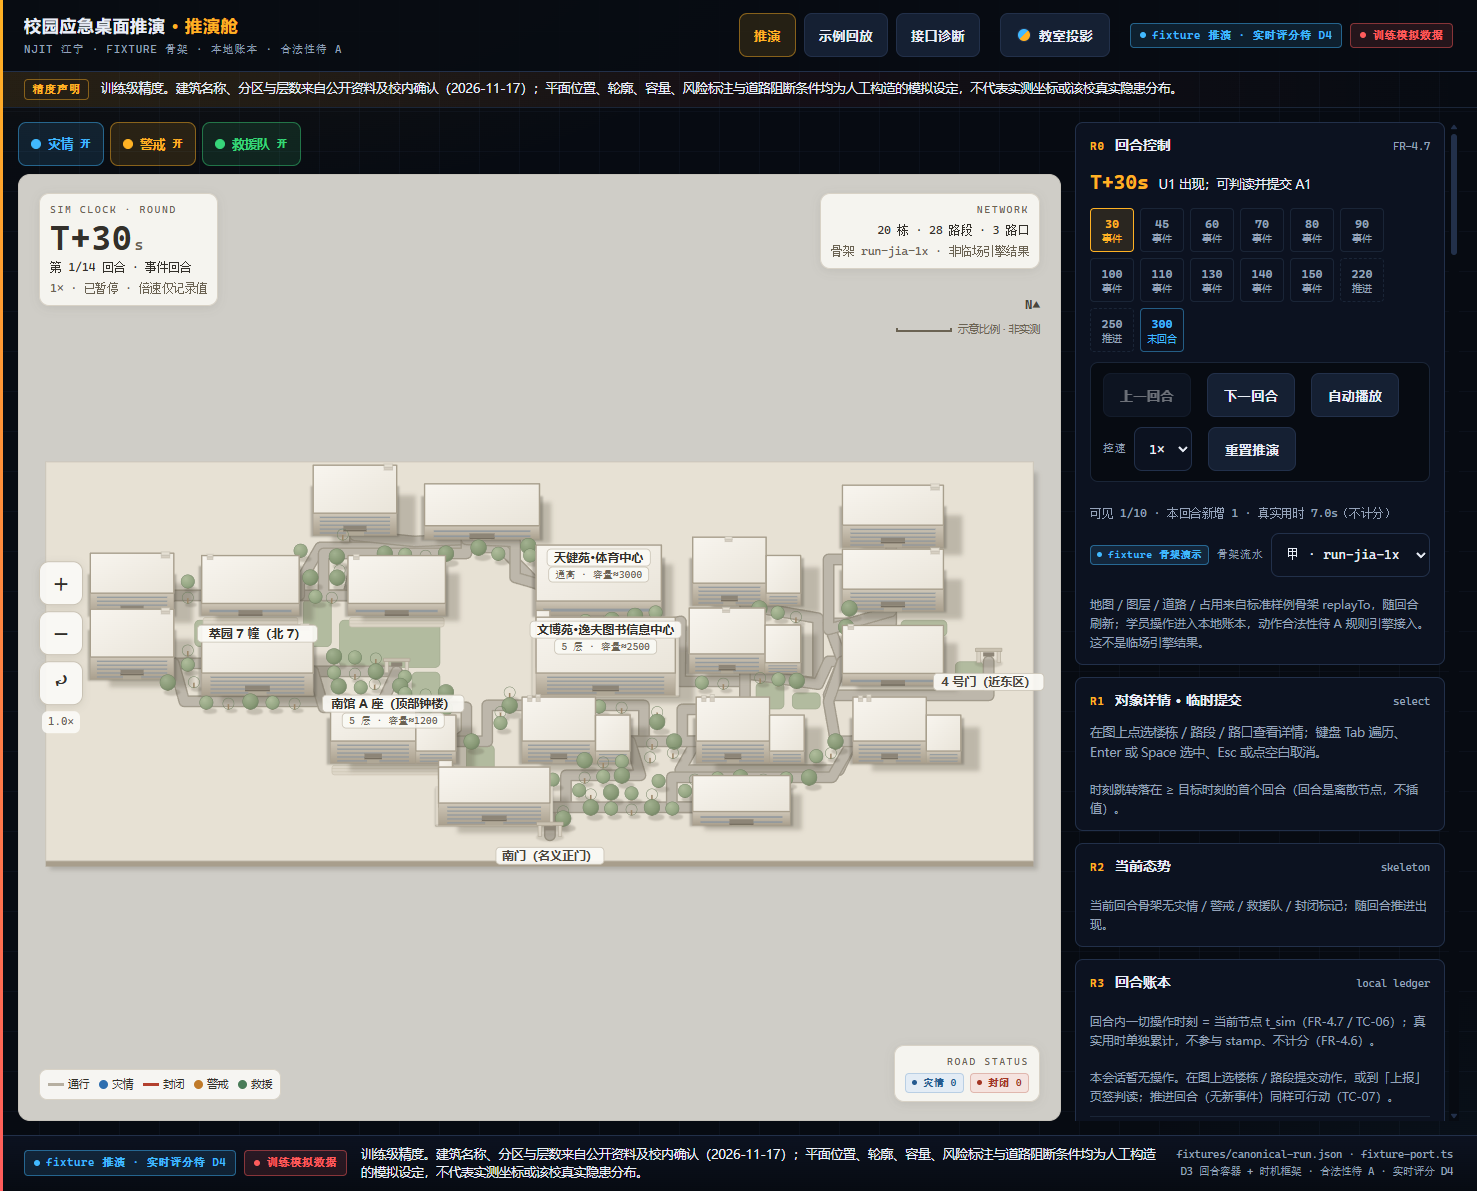 校园应急桌面推演 • 推演舱
NJIT 江宁 · FIXTURE 骨架 · 本地账本 · 合法性待 A
推演
示例回放
接口诊断
教室投影
fixture 推演 · 实时评分待 D4
训练模拟数据
精度声明
训练级精度。建筑名称、分区与层数来自公开资料及校内确认（2026-11-17）；平面位置、轮廓、容量、风险标注与道路阻断条件均为人工构造的模拟设定，不代表实测坐标或该校真实隐患分布。
灾情 开
警戒 开
救援队 开
SIM CLOCK · ROUND
T+30s
第 1/14 回合 · 事件回合
1× · 已暂停 · 倍速仅记录值
NETWORK
20 栋 · 28 路段 · 3 路口
骨架 run-jia-1x · 非临场引擎结果
N▲
示意比例 · 非实测
+
−
1.0×
天健苑•体育中心
通高 · 容量≈3000
萃园 7 幢（北 7）
文博苑•逸夫图书信息中心
5 层 · 容量≈2500
4 号门（近东区）
南馆 A 座（顶部钟楼）
5 层 · 容量≈1200
南门（名义正门）
通行
灾情
封闭
警戒
救援
ROAD STATUS
灾情 0
封闭 0
R0 回合控制
FR-4.7
T+30s U1 出现；可判读并提交 A1
30 事件
45 事件
60 事件
70 事件
80 事件
90 事件
100 事件
110 事件
130 事件
140 事件
150 事件
220 推进
250 推进
300 末回合
上一回合
下一回合
自动播放
控速
1×
重置推演
可见 1/10 · 本回合新增 1 · 真实用时 7.0s（不计分）
fixture 骨架演示
骨架流水
甲 · run-jia-1x
地图 / 图层 / 道路 / 占用来自标准样例骨架 replayTo，随回合
刷新；学员操作进入本地账本，动作合法性待 A 规则引擎接入。
这不是临场引擎结果。
R1 对象详情 • 临时提交
select
在图上点选楼栋 / 路段 / 路口查看详情；键盘 Tab 遍历、
Enter 或 Space 选中、Esc 或点空白取消。
时刻跳转落在 ≥ 目标时刻的首个回合（回合是离散节点，不插
值）。
R2 当前态势
skeleton
当前回合骨架无灾情 / 警戒 / 救援队 / 封闭标记；随回合推进出
现。
R3 回合账本
local ledger
回合内一切操作时刻 = 当前节点 t_sim（FR-4.7 / TC-06）；真
实用时单独累计，不参与 stamp、不计分（FR-4.6）。
本会话暂无操作。在图上选楼栋 / 路段提交动作，或到「上报」
页签判读；推进回合（无新事件）同样可行动（TC-07）。
fixture 推演 · 实时评分待 D4
训练模拟数据
训练级精度。建筑名称、分区与层数来自公开资料及校内确认（2026-11-17）；平面位置、轮廓、容量、风险标注与道路阻断条件均为人工构造
的模拟设定，不代表实测坐标或该校真实隐患分布。
fixtures/canonical-run.json · fixture-port.ts
D3 回合容器 + 时机框架 · 合法性待 A · 实时评分 D4